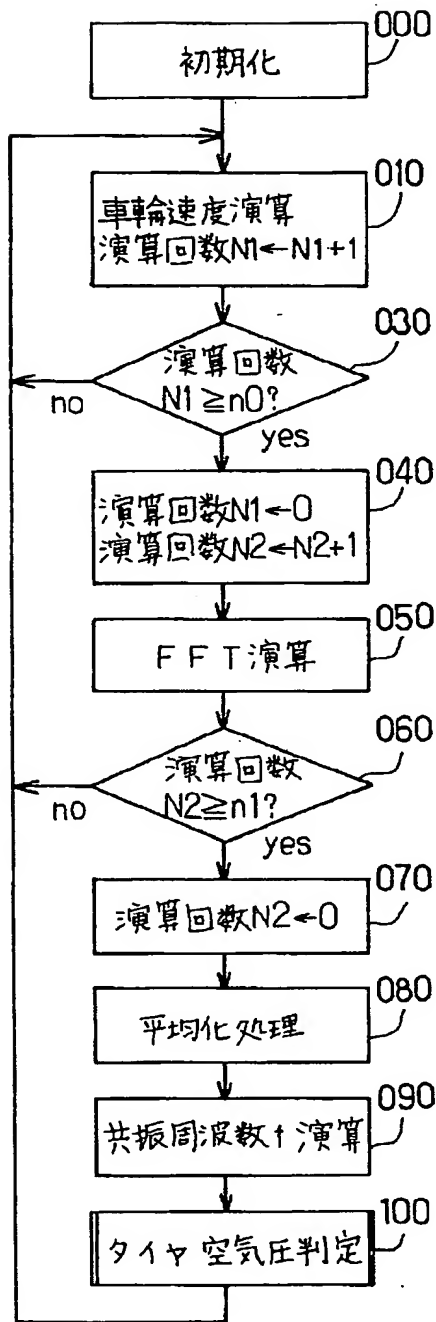 000
初期化
010
車輪速度演算
演算回数N1←N1+1
030
演算回数
N1≧n0?
no
yes
040
演算回数N1←0
演算回数N2←N2+1
050
FFT演算
060
演算回数
N2≧n1?
no
yes
070
演算回数N2←0
080
平均化処理
090
共振周波数f演算
100
タイヤ空気圧判定